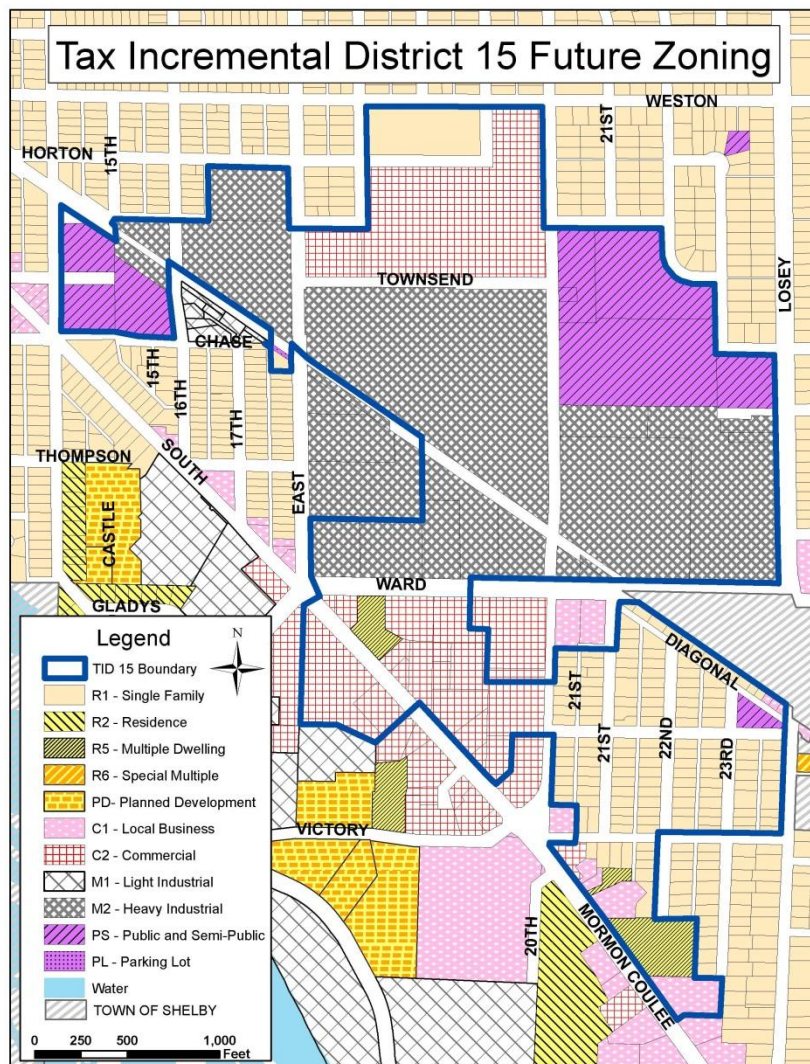 Tax Incremental District 15 Future Zoning
WESTON
21ST
HORTON
15TH
LOSEY
TOWNSEND
CHASE
15TH
16TH
17TH
SOUTH
THOMPSON
EAST
CASTLE
WARD
GLADYS
DIAGONAL
21ST
21ST
22ND
23RD
VICTORY
20TH
MORMON COULEE
Legend
N
TID 15 Boundary
R1 - Single Family
R2 - Residence
R5 - Multiple Dwelling
R6 - Special Multiple
PD- Planned Development
C1 - Local Business
C2 - Commercial
M1 - Light Industrial
M2 - Heavy Industrial
PS - Public and Semi-Public
PL - Parking Lot
Water
TOWN OF SHELBY
0 250 500 1,000
Feet